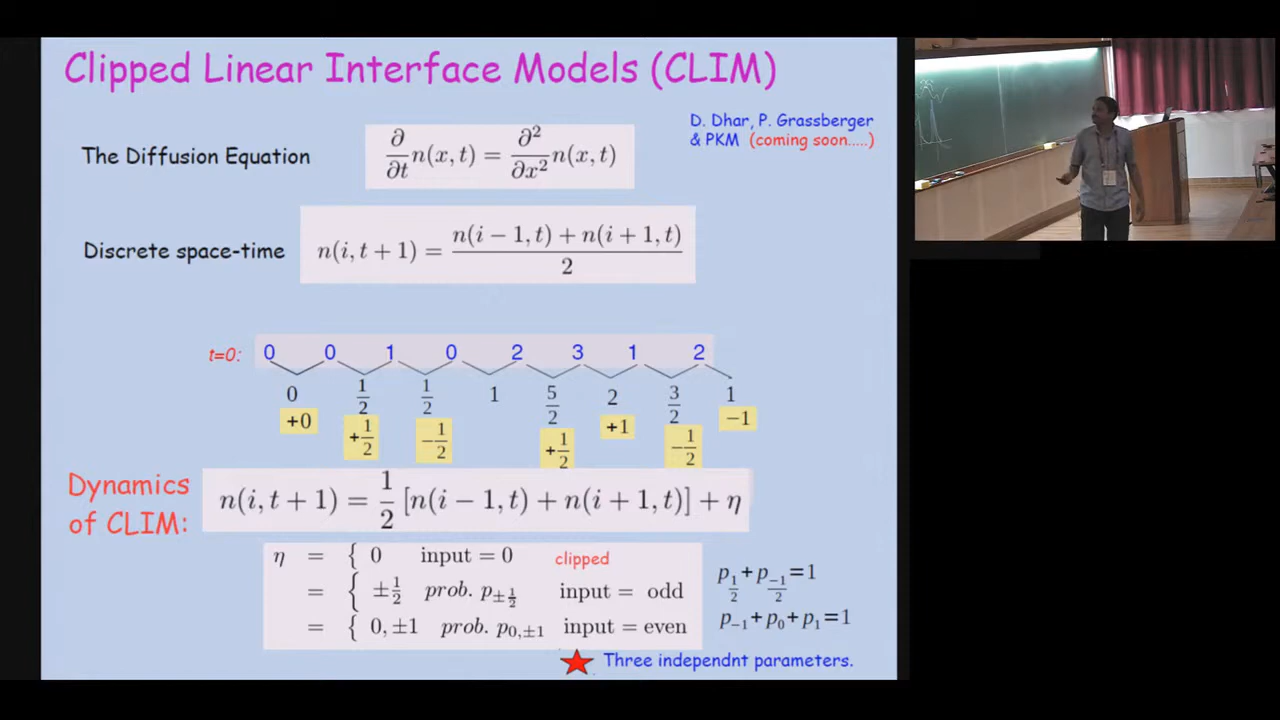 Clipped Linear Interface Models (CLIM)
D. Dhar, P. Grassberger
& PKM (coming soon.....)
The Diffusion Equation ∂/∂t n(x, t) = ∂²/∂x² n(x, t)
Discrete space-time n(i, t + 1) = (n(i − 1, t) + n(i + 1, t))/2
t=0: 0 0 1 0 2 3 1 2
0 1/2 1/2 1 5/2 2 3/2 1
+0 +1/2 −1/2 +1/2 +1 −1/2 −1
Dynamics
of CLIM:
n(i, t + 1) = 1/2 [n(i − 1, t) + n(i + 1, t)] + η
η = { 0 input = 0 clipped
= { ±1/2 prob. p±1/2 input = odd
= { 0, ±1 prob. p0,±1 input = even
p1/2+p−1/2=1
p−1+p0+p1=1
★ Three independnt parameters.